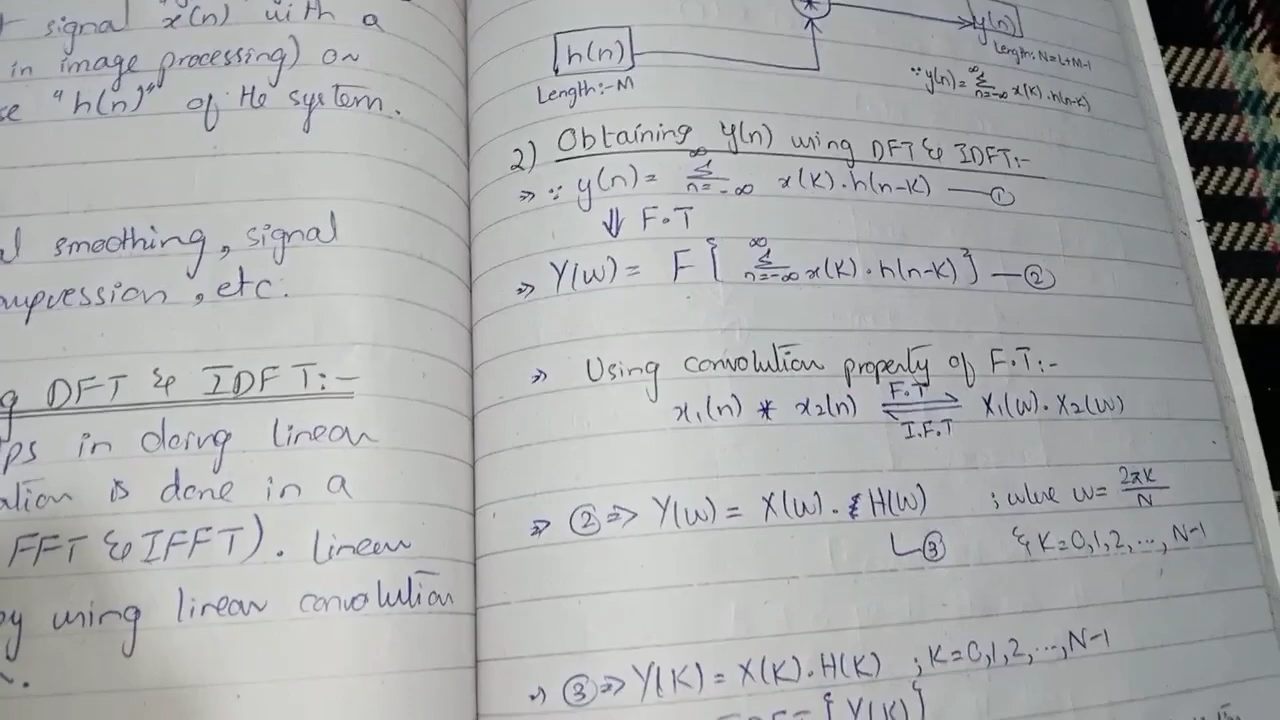 signal x(n) with a
in image processing) on
"h(n)" of the system.
smoothing, signal
, etc.
DFT & IDFT:-
in doing linear
is done in a
FFT & IFFT). linear
by using linear convolution
h(n)
Length:-M
y(n)
Length:N=L+M-1
∵ y(n)= ∞Σn=-∞ x(K).h(n-K)
2) Obtaining y(n) using DFT & IDFT:-
=> ∵ y(n)= ∞Σn=-∞ x(K).h(n-K) —①
⇓ F.T
=> Y(w)= F{ ∞Σn=-∞ x(K).h(n-K)} —②
=> Using convolution property of F.T:-
x1(n) * x2(n) F.T ⇌ I.F.T X1(w).X2(w)
=> ②=> Y(w)= X(w).H(w) ; where w= 2πK/N
↳③ & K=0,1,2,...,N-1
=> ③=> Y(K)= X(K).H(K) ; K=0,1,2,...,N-1
{Y(K)}